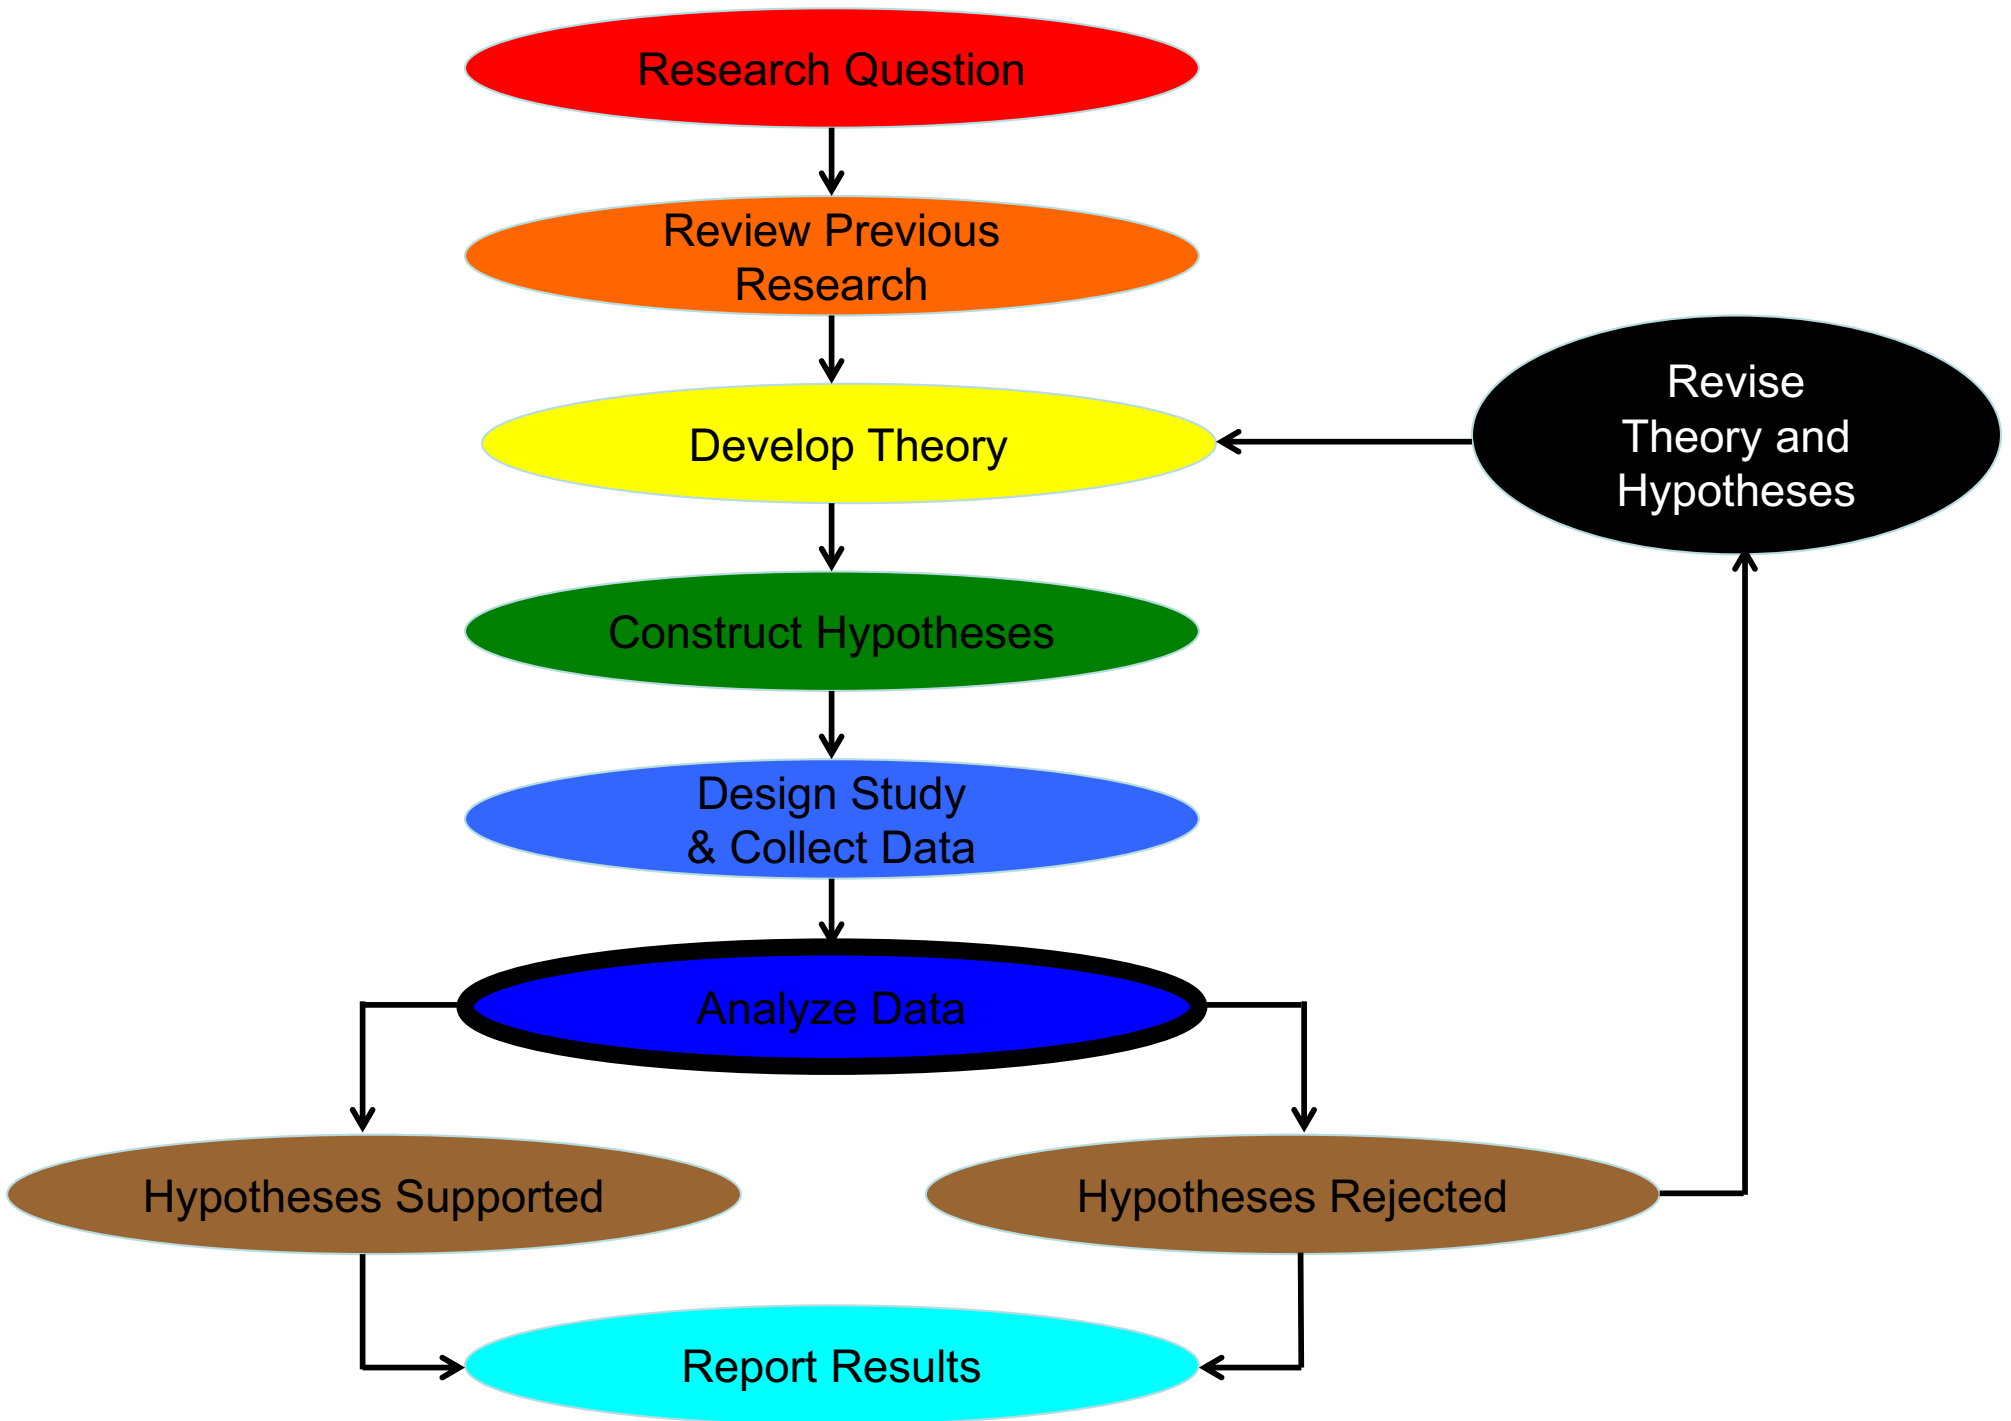 Research Question
Review Previous
Research
Develop Theory
Revise
Theory and
Hypotheses
Construct Hypotheses
Design Study
& Collect Data
Analyze Data
Hypotheses Supported
Hypotheses Rejected
Report Results